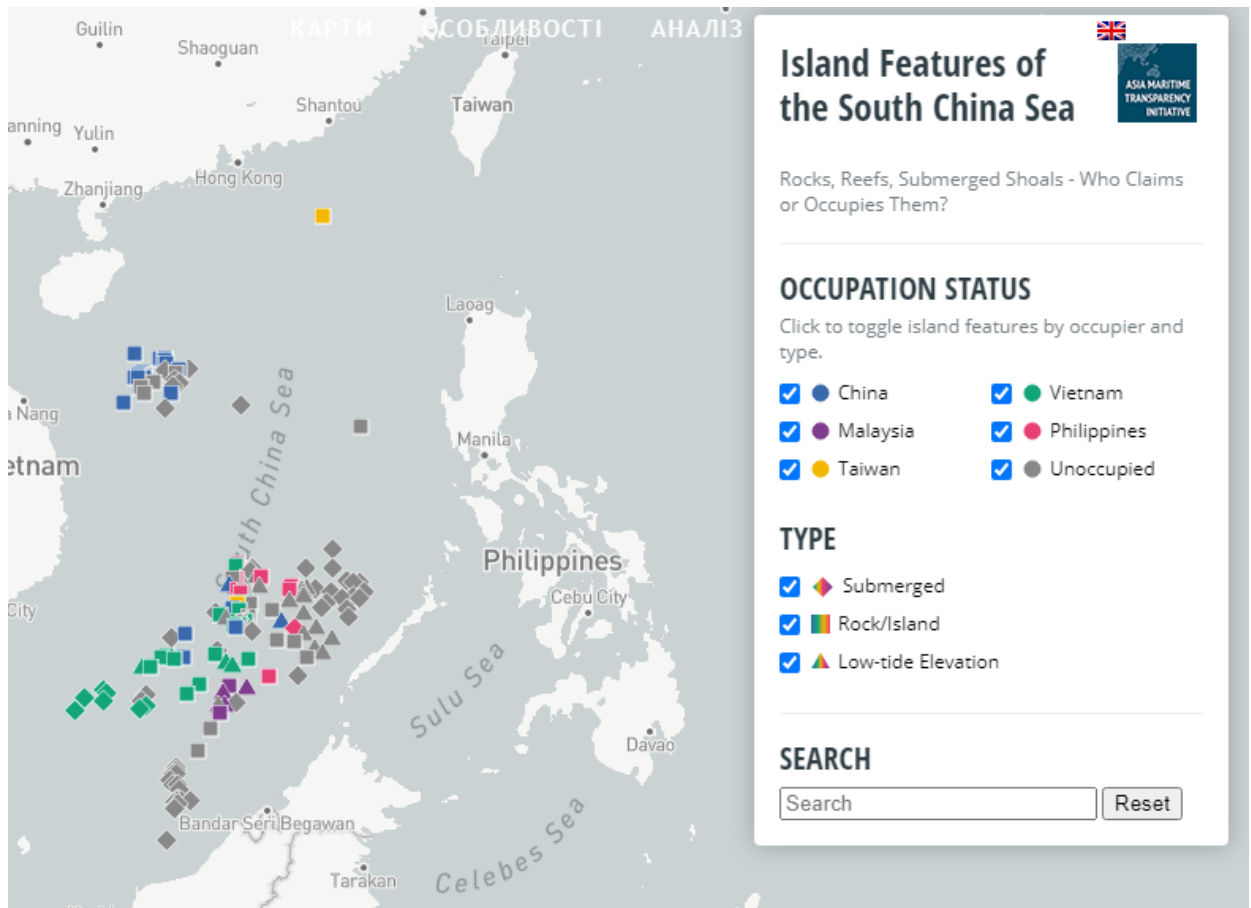 КАРТИ
ОСОБЛИВОСТІ
АНАЛІЗ
Guilin
Shaoguan
Taipei
Taiwan
Shantou
anning
Yulin
Hong Kong
Zhanjiang
Laoag
a Nang
etnam
South China Sea
Manila
Philippines
Cebu City
City
Sulu Sea
Davao
Bandar Seri Begawan
Tarakan
Celebes Sea
Island Features of
the South China Sea
ASIA MARITIME
TRANSPARENCY
INITIATIVE
Rocks, Reefs, Submerged Shoals - Who Claims
or Occupies Them?
OCCUPATION STATUS
Click to toggle island features by occupier and
type.
China
Vietnam
Malaysia
Philippines
Taiwan
Unoccupied
TYPE
Submerged
Rock/Island
Low-tide Elevation
SEARCH
Search
Reset